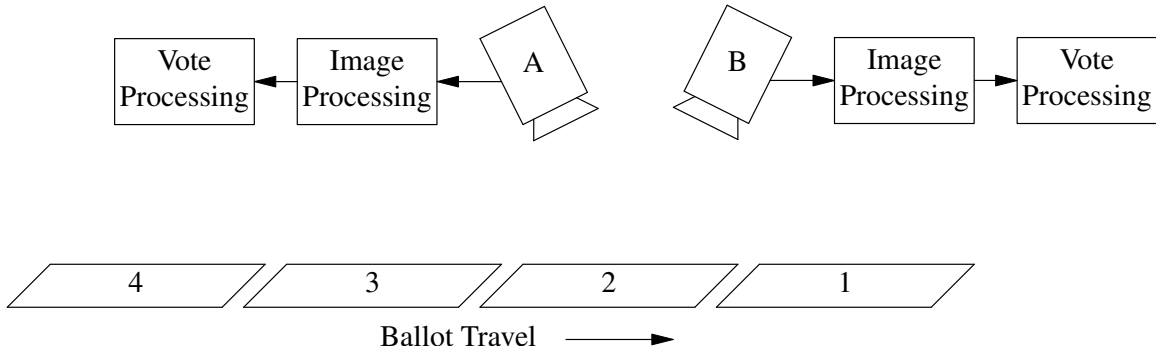 Vote
Processing
Image
Processing
A
B
Image
Processing
Vote
Processing
4
3
2
1
Ballot Travel